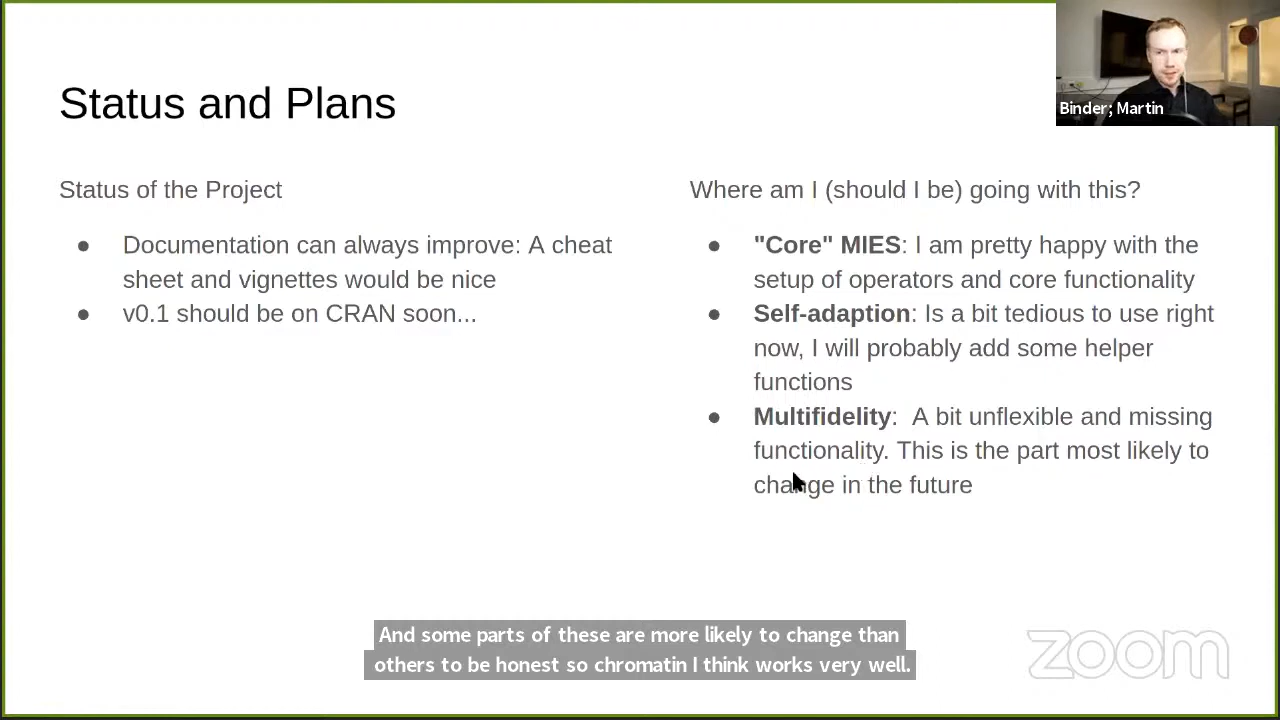 Binder; Martin
Status and Plans
Status of the Project
● Documentation can always improve: A cheat
sheet and vignettes would be nice
● v0.1 should be on CRAN soon...
Where am I (should I be) going with this?
● "Core" MIES: I am pretty happy with the
setup of operators and core functionality
● Self-adaption: Is a bit tedious to use right
now, I will probably add some helper
functions
● Multifidelity: A bit unflexible and missing
functionality. This is the part most likely to
change in the future
And some parts of these are more likely to change than
others to be honest so chromatin I think works very well.
zoom